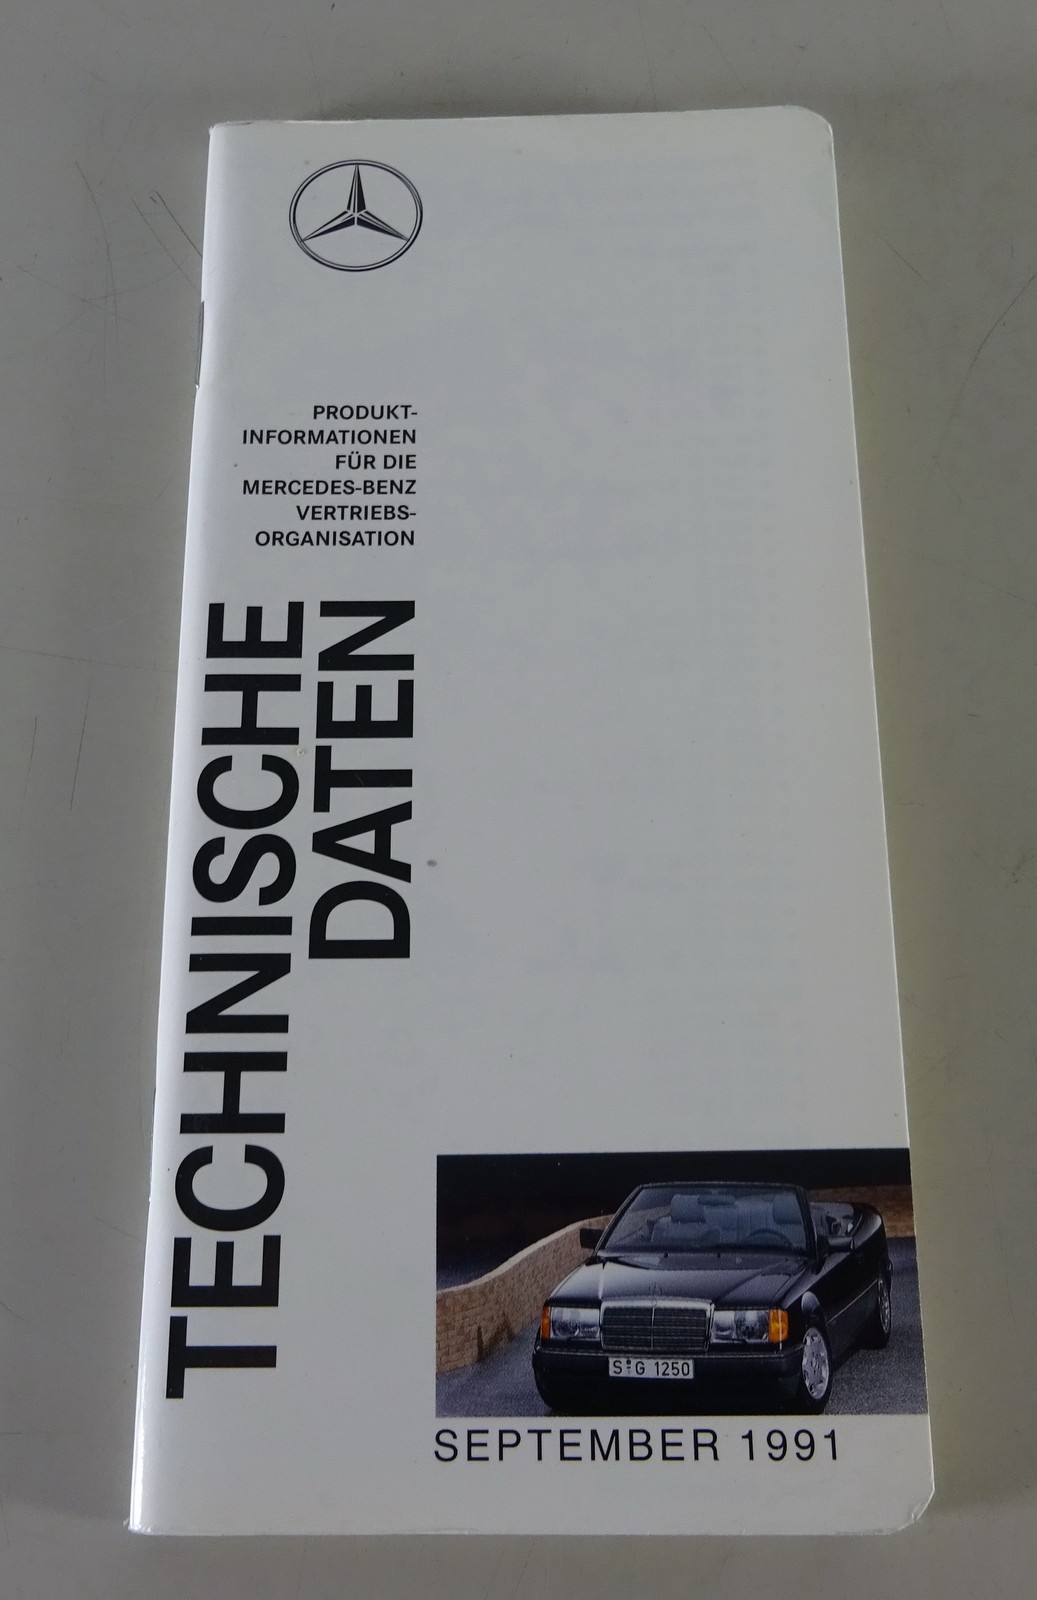 PRODUKT-
INFORMATIONEN
FÜR DIE
MERCEDES-BENZ
VERTRIEBS-
ORGANISATION
TECHNISCHE
DATEN
S G 1250
SEPTEMBER 1991